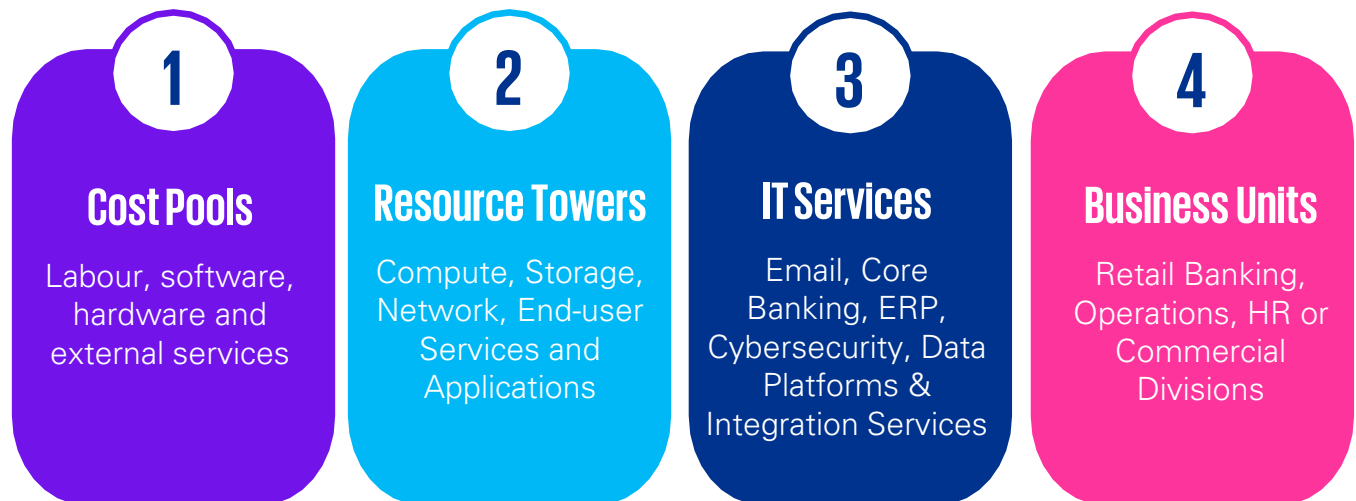 1
Cost Pools
Labour, software,
hardware and
external services
2
Resource Towers
Compute, Storage,
Network, End-user
Services and
Applications
3
IT Services
Email, Core
Banking, ERP,
Cybersecurity, Data
Platforms &
Integration Services
4
Business Units
Retail Banking,
Operations, HR or
Commercial
Divisions